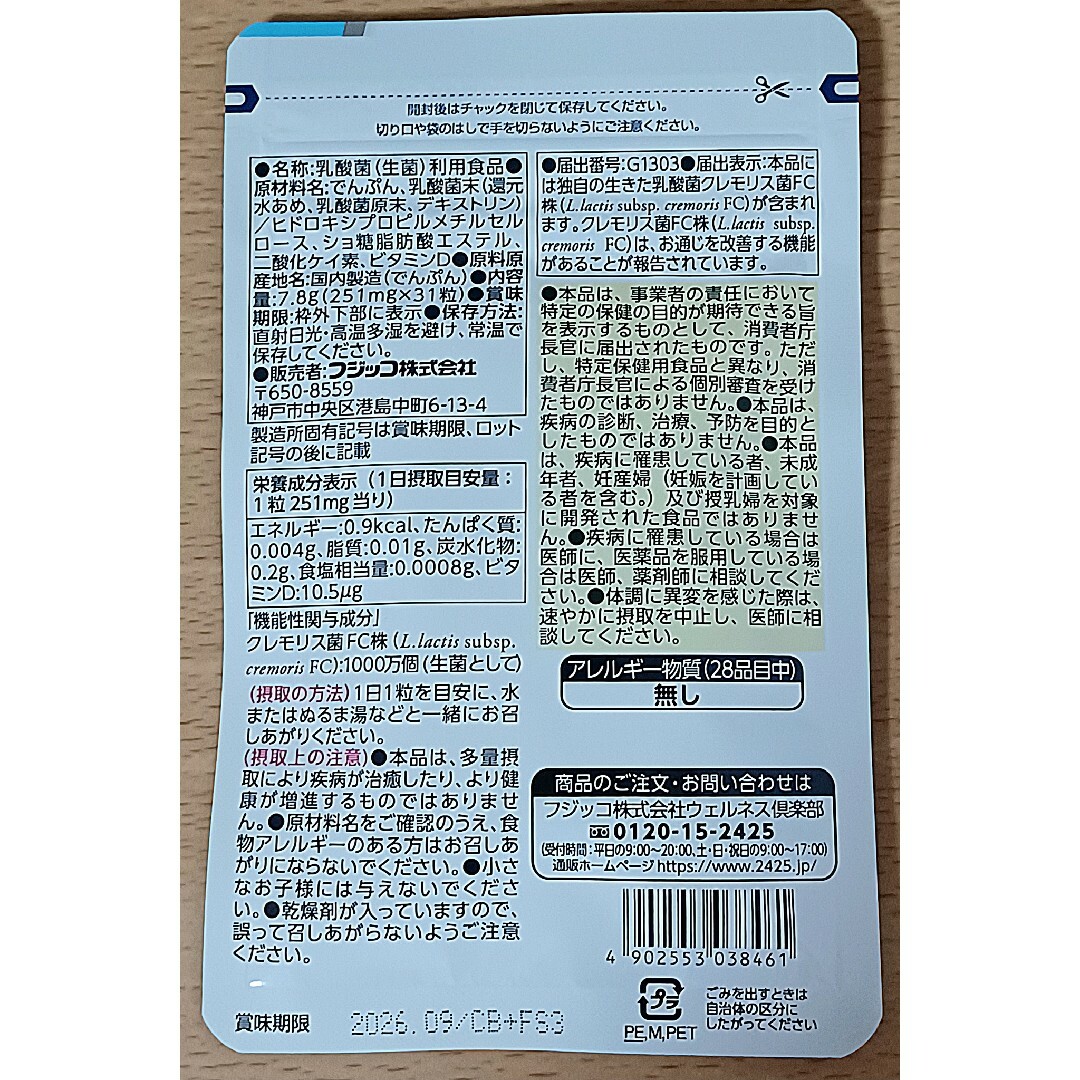 開封後はチャックを閉じて保存してください。
切り口や袋のはしで手を切らないようにご注意ください。
●名称:乳酸菌(生菌)利用食品●
原材料名:でんぷん、乳酸菌末(還元
水あめ、乳酸菌原末、デキストリン)
/ヒドロキシプロピルメチルセル
ロース、ショ糖脂肪酸エステル、
二酸化ケイ素、ビタミンD●原料原
産地名:国内製造(でんぷん)●内容
量:7.8g(251mg×31粒)●賞味
期限:枠外下部に表示●保存方法:
直射日光・高温多湿を避け、常温で
保存してください。
●販売者:フジッコ株式会社
〒650-8559
神戸市中央区港島中町6-13-4
製造所固有記号は賞味期限、ロット
記号の後に記載
栄養成分表示(1日摂取目安量:
1粒251mg当り)
エネルギー:0.9kcal、たんぱく質:
0.004g、脂質:0.01g、炭水化物:
0.2g、食塩相当量:0.0008g、ビタ
ミンD:10.5μg
「機能性関与成分」
クレモリス菌FC株(L.lactis subsp.
cremoris FC):1000万個(生菌として)
(摂取の方法)1日1粒を目安に、水
またはぬるま湯などと一緒にお召
しあがりください。
(摂取上の注意)●本品は、多量摂
取により疾病が治癒したり、より健
康が増進するものではありませ
ん。●原材料名をご確認のうえ、食
物アレルギーのある方はお召しあ
がりにならないでください。●小さ
なお子様には与えないでくださ
い。●乾燥剤が入っていますので、
誤って召しあがらないようご注意
ください。
●届出番号:G1303●届出表示:本品に
は独自の生きた乳酸菌クレモリス菌FC
株(L.lactis subsp. cremoris FC)が含まれ
ます。クレモリス菌FC株(L.lactis subsp.
cremoris FC)は、お通じを改善する機能
があることが報告されています。
●本品は、事業者の責任において
特定の保健の目的が期待できる旨
を表示するものとして、消費者庁
長官に届出されたものです。ただ
し、特定保健用食品と異なり、消
費者庁長官による個別審査を受け
たものではありません。●本品は、
疾病の診断、治療、予防を目的と
したものではありません。●本品
は、疾病に罹患している者、未成
年者、妊産婦(妊娠を計画してい
る者を含む。)及び授乳婦を対象
に開発された食品ではありませ
ん。●疾病に罹患している場合は
医師に、医薬品を服用している場
合は医師、薬剤師に相談してくだ
さい。●体調に異変を感じた際は、
速やかに摂取を中止し、医師に相
談してください。
アレルギー物質(28品目中)
無し
商品のご注文・お問い合わせは
フジッコ株式会社ウェルネス倶楽部
0120-15-2425
(受付時間:平日の9:00〜20:00、土・日・祝日の9:00〜17:00)
通販ホームページ https://www.2425.jp/
4 902553 038461
プラ
PE,M,PET
ごみを出すときは
自治体の区分に
したがってください
賞味期限 2026.09/CB+FS3